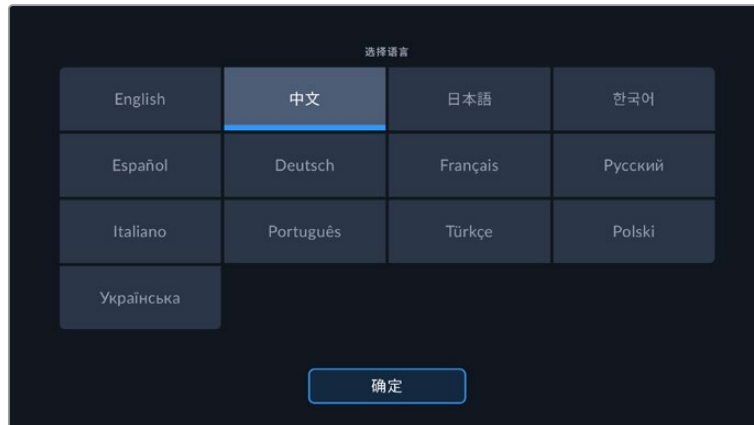 选择语言
English 中文 日本語 한국어
Español Deutsch Français Русский
Italiano Português Türkçe Polski
Українська
确定